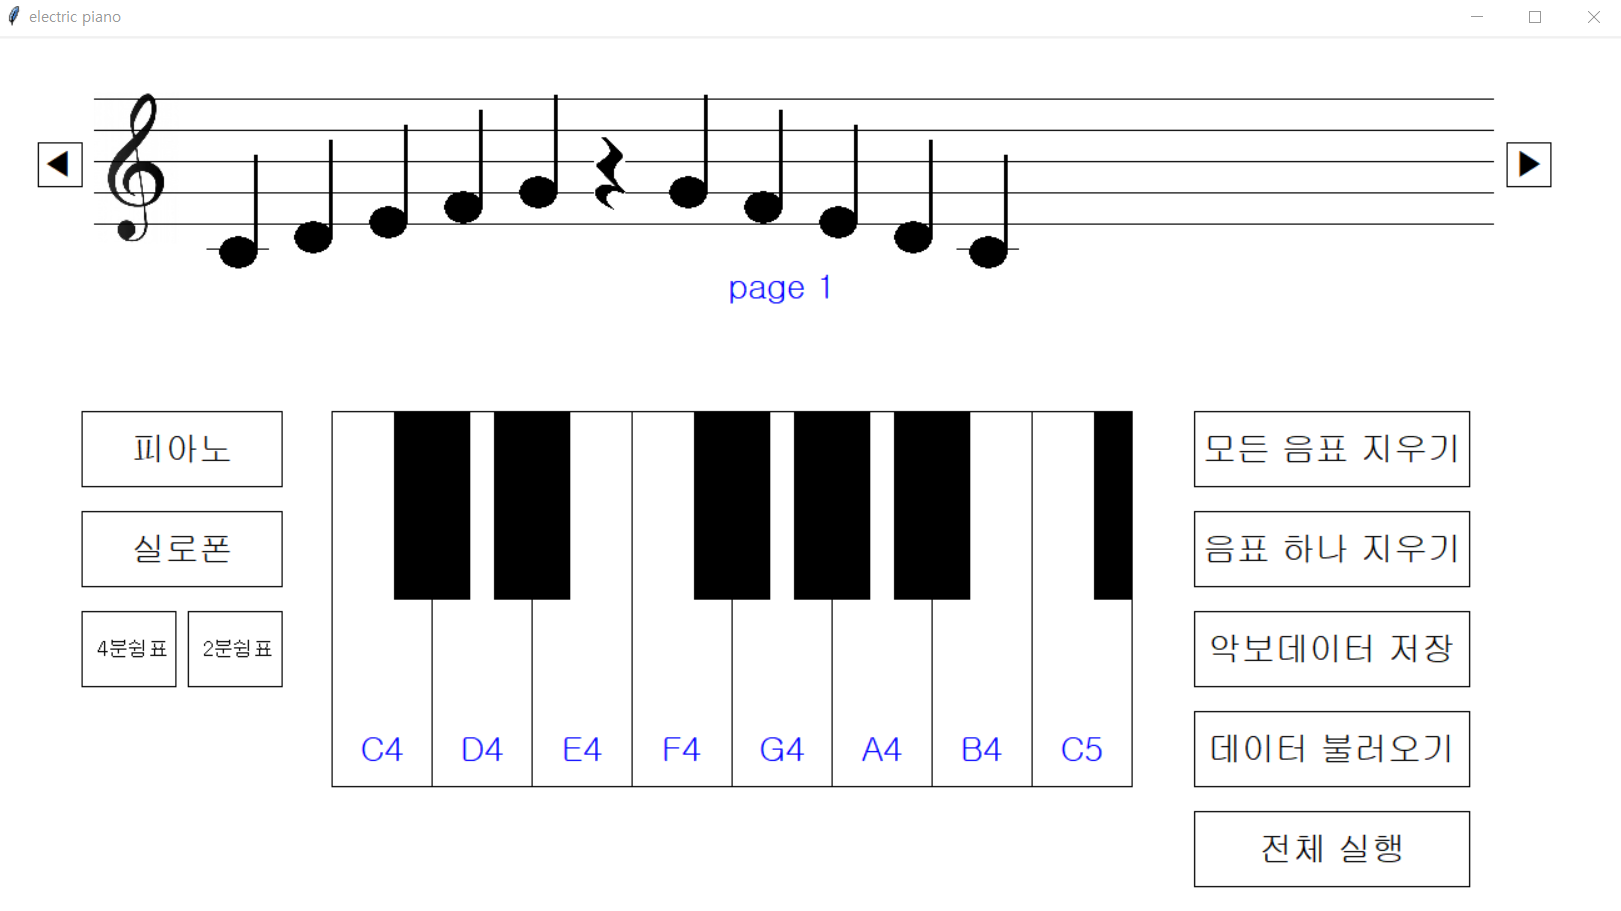 electric piano
page 1
피아노
실로폰
4분쉼표
2분쉼표
C4 D4 E4 F4 G4 A4 B4 C5
모든 음표 지우기
음표 하나 지우기
악보데이터 저장
데이터 불러오기
전체 실행